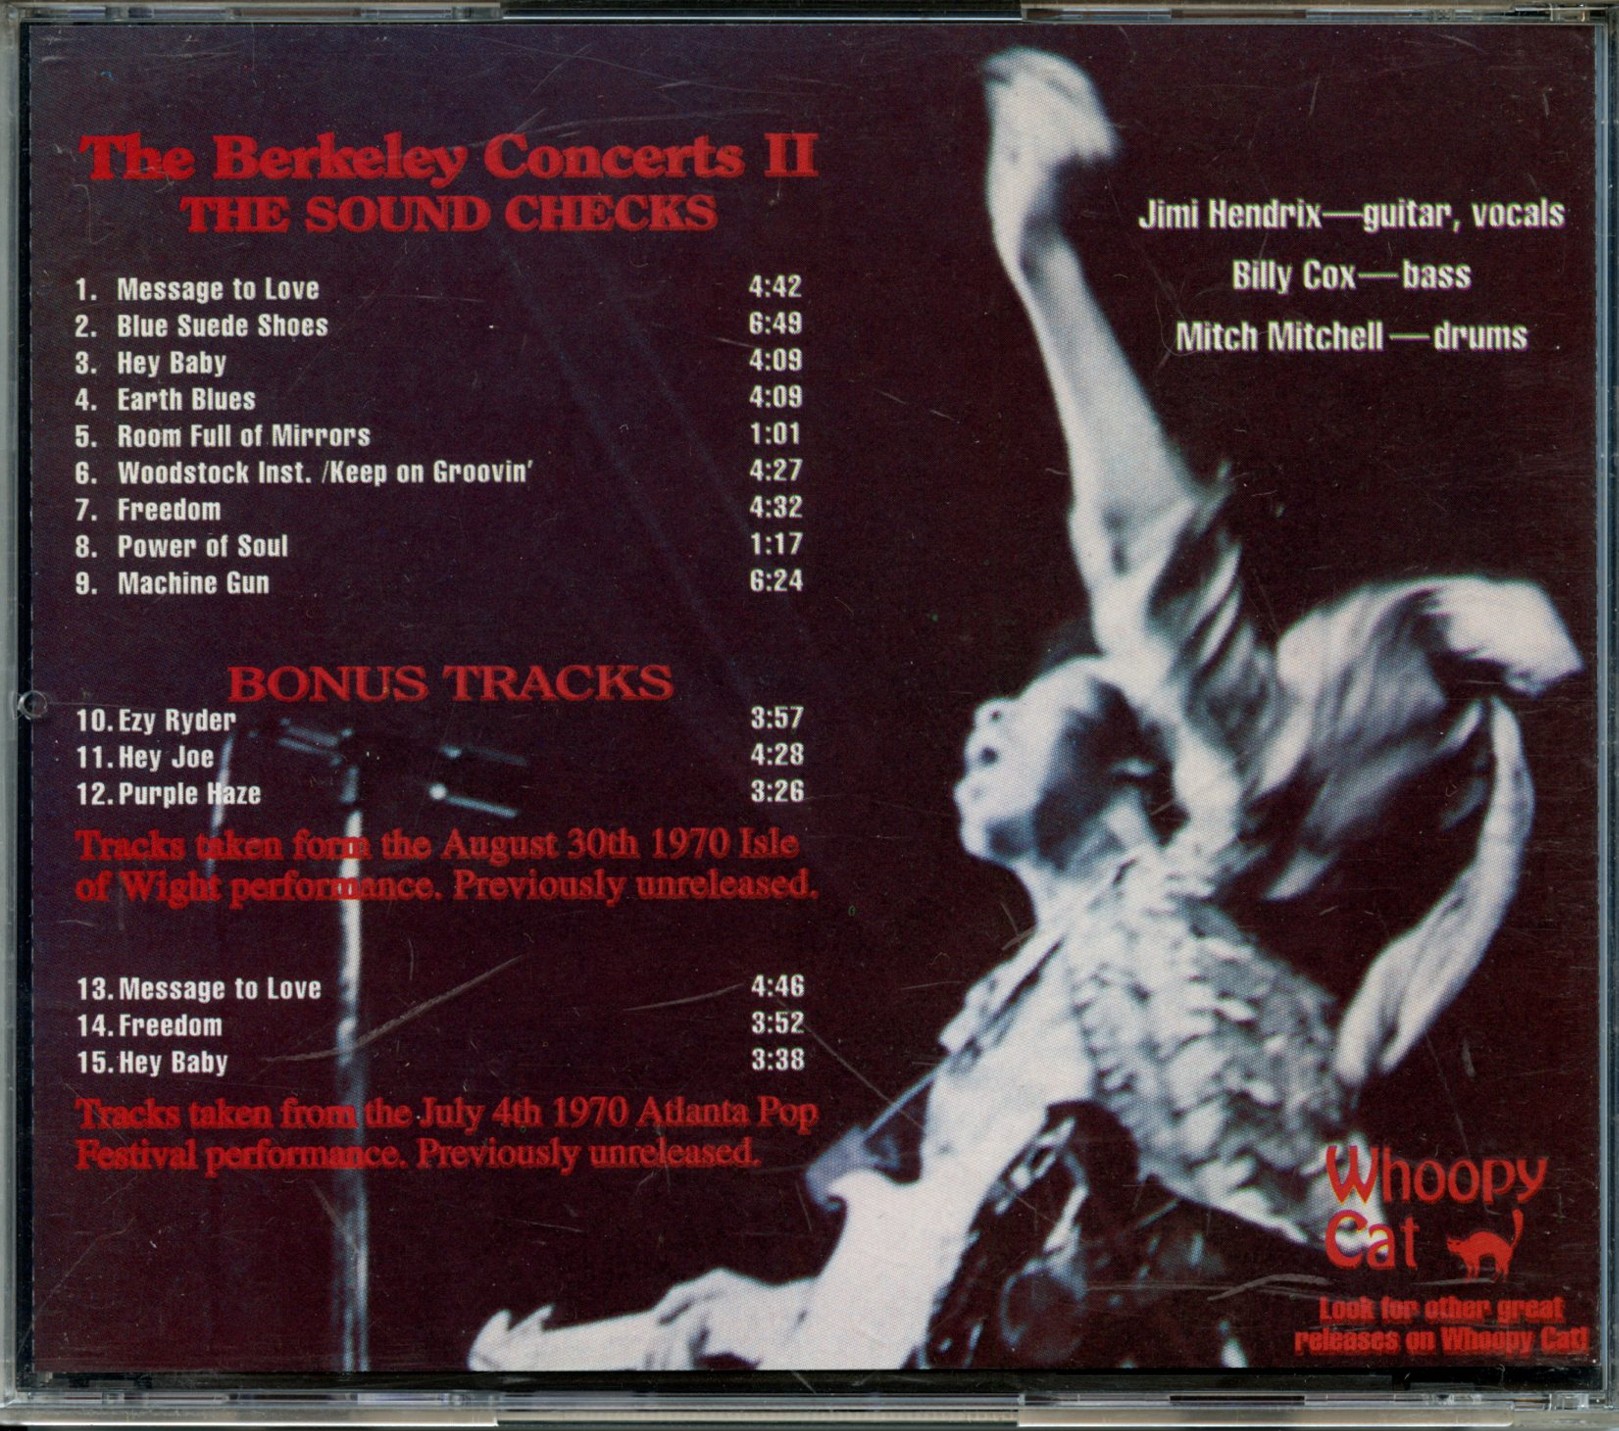 The Berkeley Concerts II
THE SOUND CHECKS
1. Message to Love 4:42
2. Blue Suede Shoes 6:49
3. Hey Baby 4:09
4. Earth Blues 4:09
5. Room Full of Mirrors 1:01
6. Woodstock Inst. /Keep on Groovin' 4:27
7. Freedom 4:32
8. Power of Soul 1:17
9. Machine Gun 6:24
BONUS TRACKS
10. Ezy Ryder 3:57
11. Hey Joe 4:28
12. Purple Haze 3:26
Tracks taken form the August 30th 1970 Isle
of Wight performance. Previously unreleased.
13. Message to Love 4:46
14. Freedom 3:52
15. Hey Baby 3:38
Tracks taken from the July 4th 1970 Atlanta Pop
Festival performance. Previously unreleased.
Jimi Hendrix—guitar, vocals
Billy Cox—bass
Mitch Mitchell—drums
Whoopy
Cat
Look for other great
releases on Whoopy Cat!